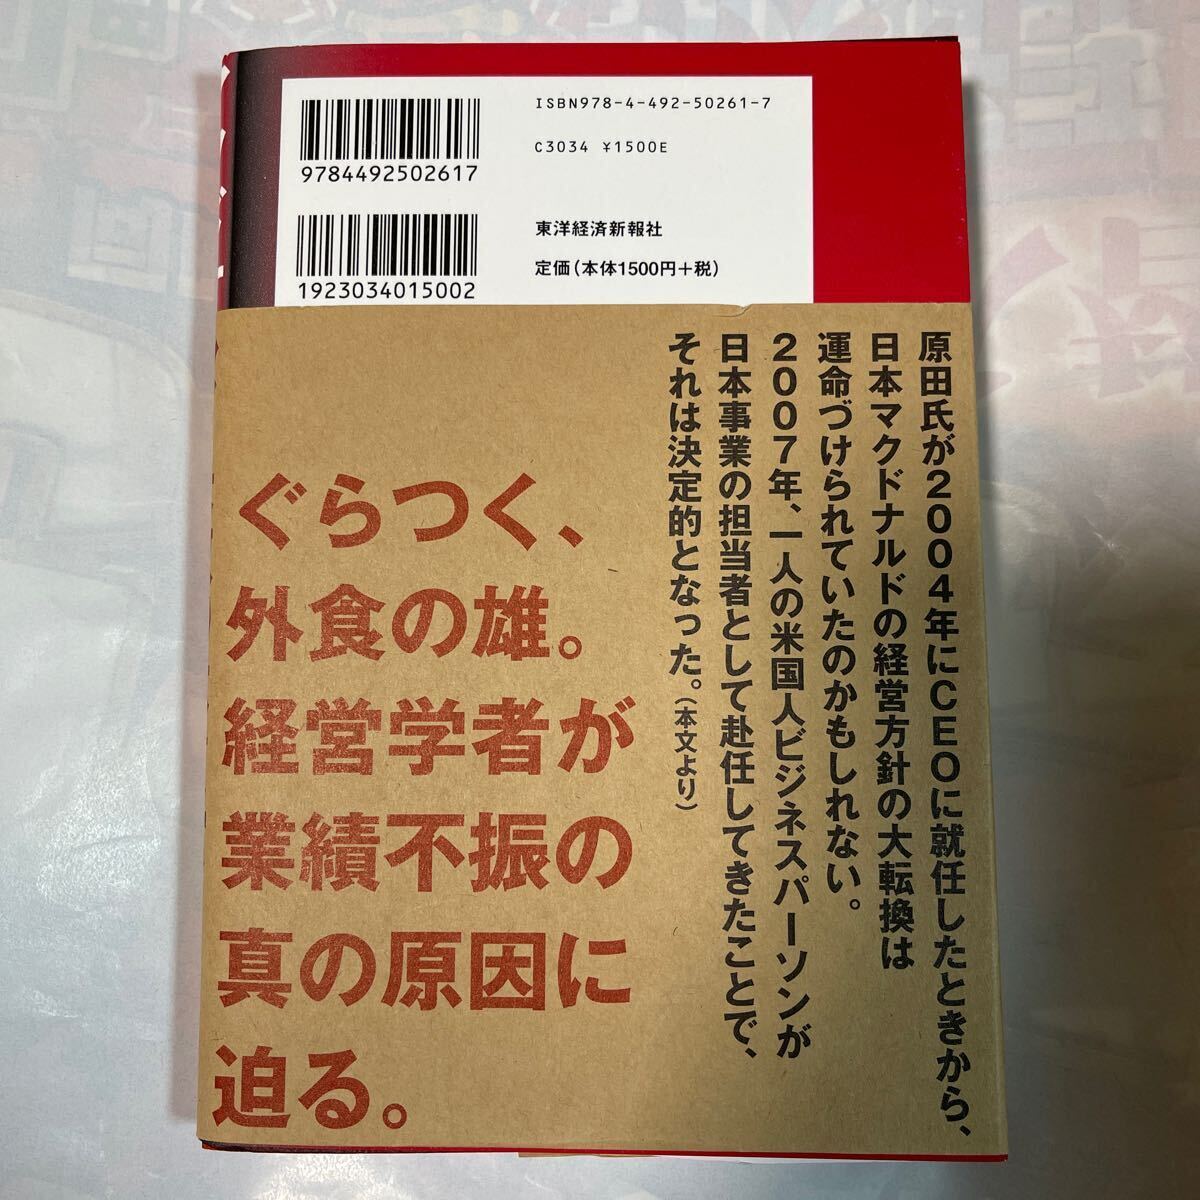 ISBN978-4-492-50261-7
C3034 ¥1500E
9784492502617
東洋経済新報社
定価(本体1500円+税)
1923034015002
原田氏が2004年にCEOに就任したときから、
日本マクドナルドの経営方針の大転換は
運命づけられていたのかもしれない。
2007年、一人の米国人ビジネスパーソンが
日本事業の担当者として赴任してきたことで、
それは決定的となった。(本文より)
ぐらつく、
外食の雄。
経営学者が
業績不振の
真の原因に
迫る。